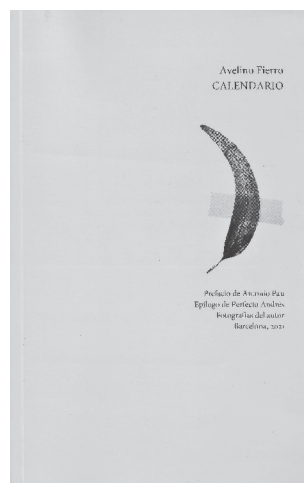 Avelino Fierro
CALENDARIO
Prefacio de Antonio Pau
Epílogo de Perfecto Andrés
Fotografías del autor
Barcelona, 2021